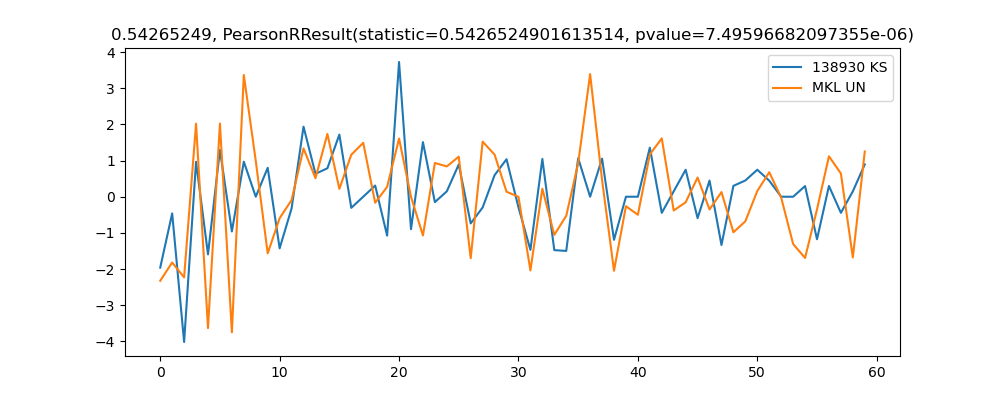 0.54265249, PearsonRResult(statistic=0.5426524901613514, pvalue=7.49596682097355e-06)
138930 KS
MKL UN
4
3
2
1
0
−1
−2
−3
−4
0 10 20 30 40 50 60